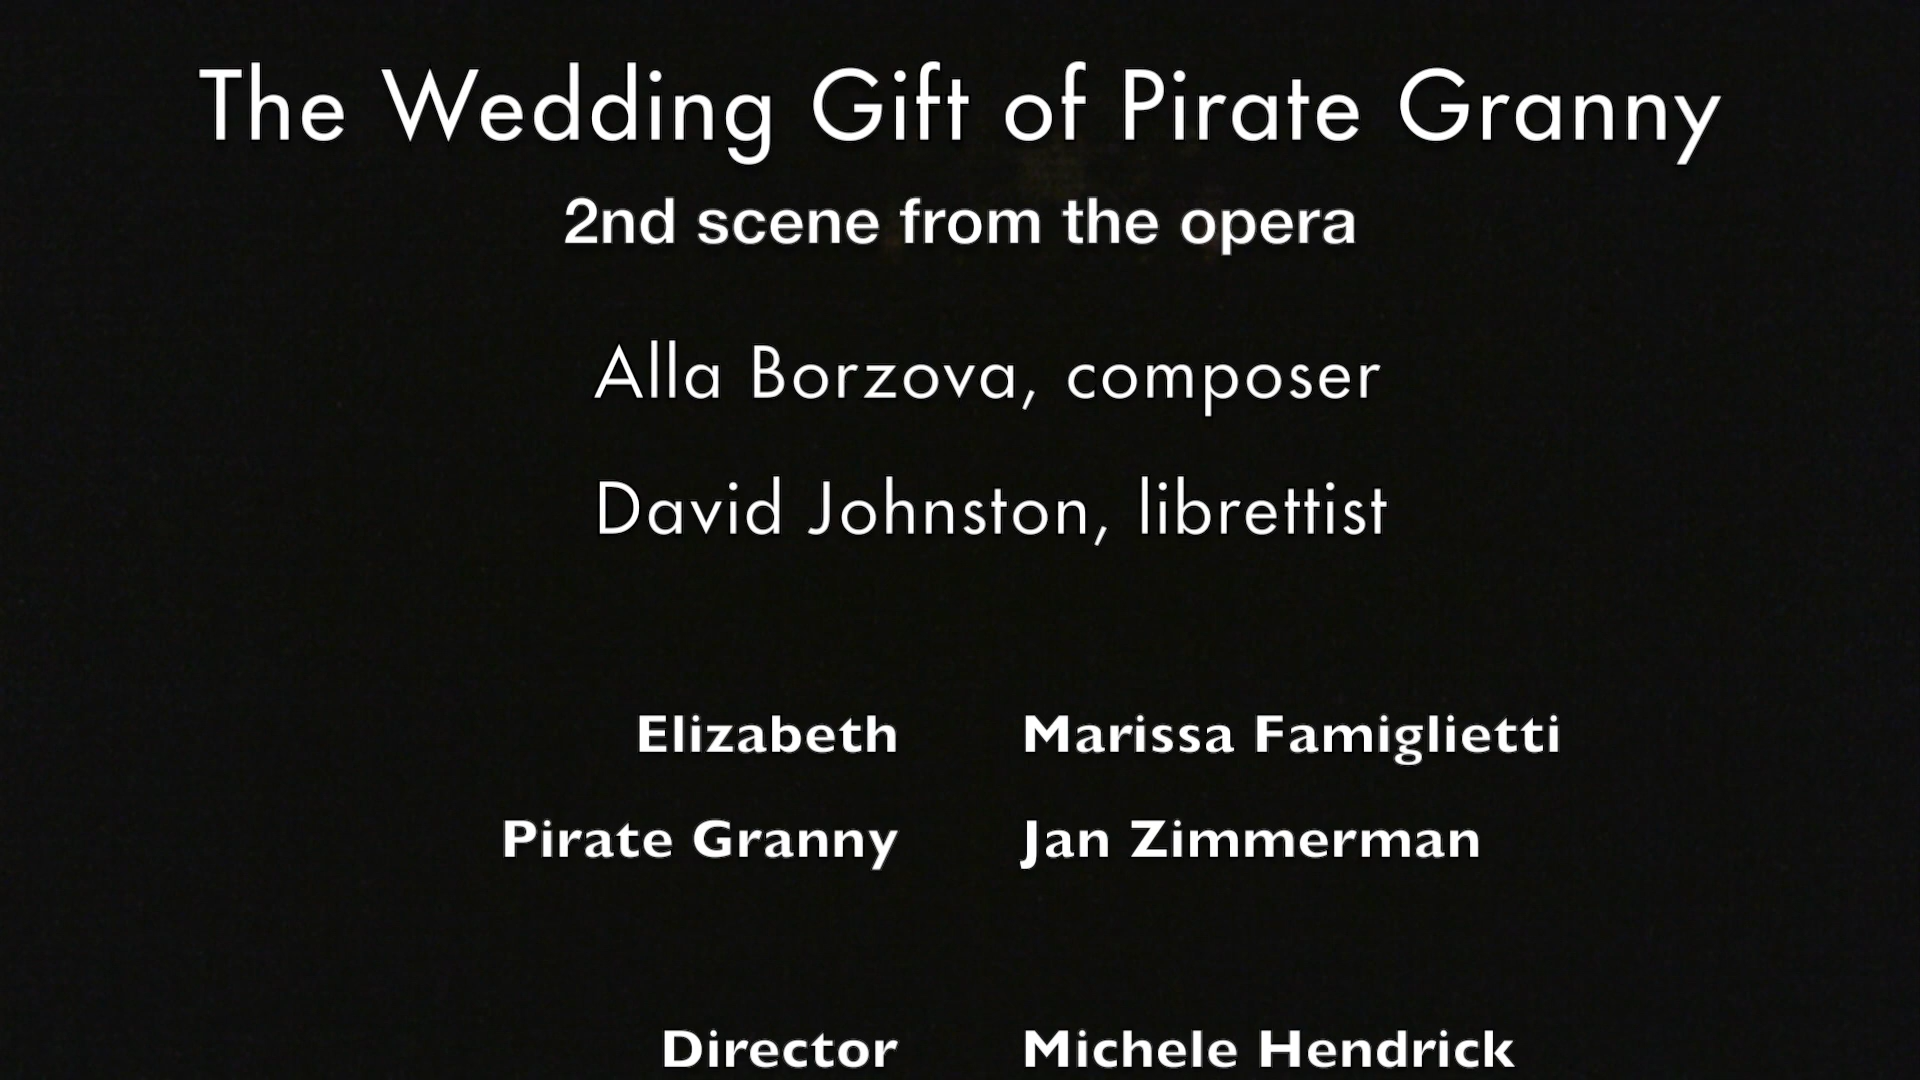 The Wedding Gift of Pirate Granny
2nd scene from the opera
Alla Borzova, composer
David Johnston, librettist
Elizabeth Marissa Famiglietti
Pirate Granny Jan Zimmerman
Director Michele Hendrick